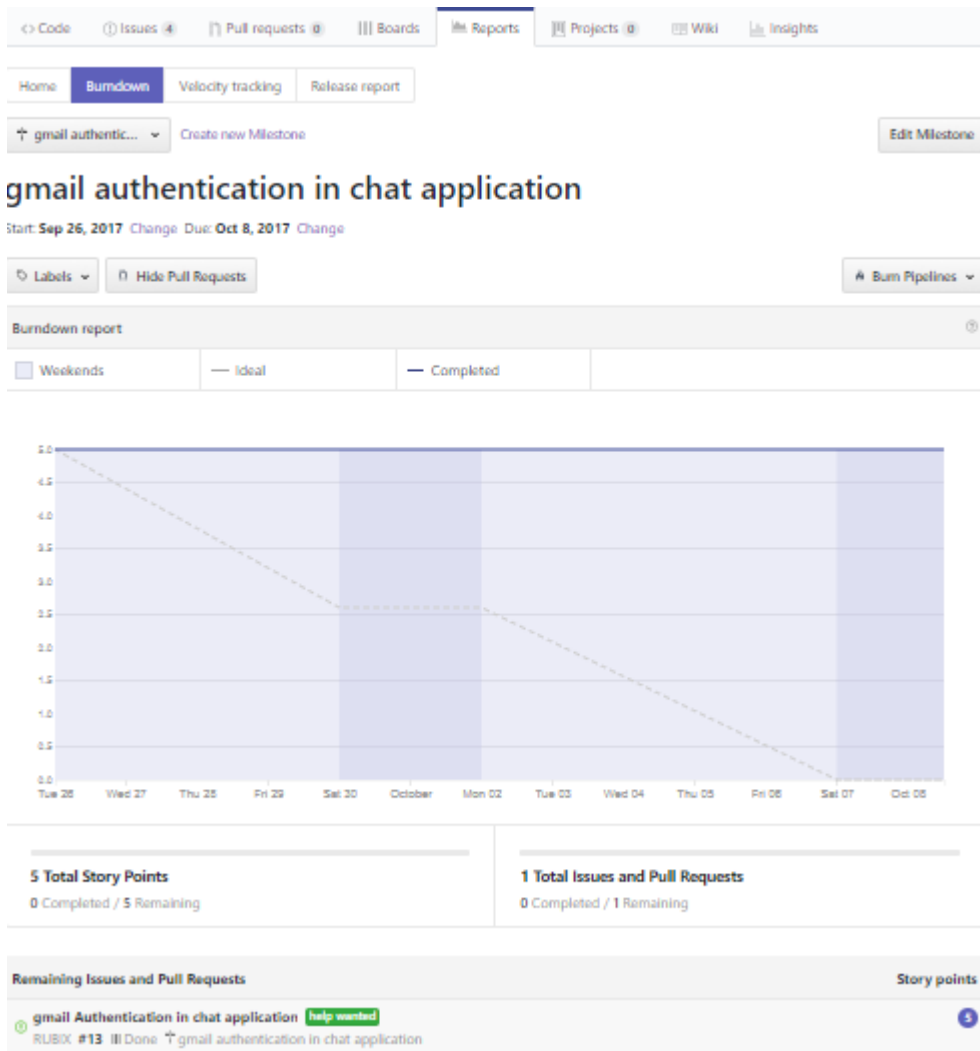 Code Issues 4 Pull requests 0 Boards Reports Projects 0 Wiki Insights
Home Burndown Velocity tracking Release report
gmail authentic... Create new Milestone Edit Milestone
gmail authentication in chat application
Start: Sep 26, 2017 Change Due: Oct 8, 2017 Change
Labels Hide Pull Requests Burn Pipelines
Burndown report
Weekends Ideal Completed
5.0
4.5
4.0
3.5
3.0
2.5
2.0
1.5
1.0
0.5
0.0
Tue 26 Wed 27 Thu 28 Fri 29 Sat 30 October Mon 02 Tue 03 Wed 04 Thu 05 Fri 06 Sat 07 Oct 08
5 Total Story Points 1 Total Issues and Pull Requests
0 Completed / 5 Remaining 0 Completed / 1 Remaining
Remaining Issues and Pull Requests Story points
gmail Authentication in chat application help wanted 5
RUBIX #13 Done gmail authentication in chat application